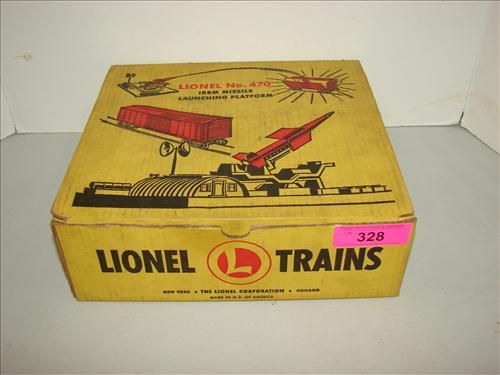 LIONEL No. 470
IRBM MISSILE
LAUNCHING PLATFORM
328
LIONEL L TRAINS
NEW YORK • THE LIONEL CORPORATION • CHICAGO
MADE IN U.S. OF AMERICA